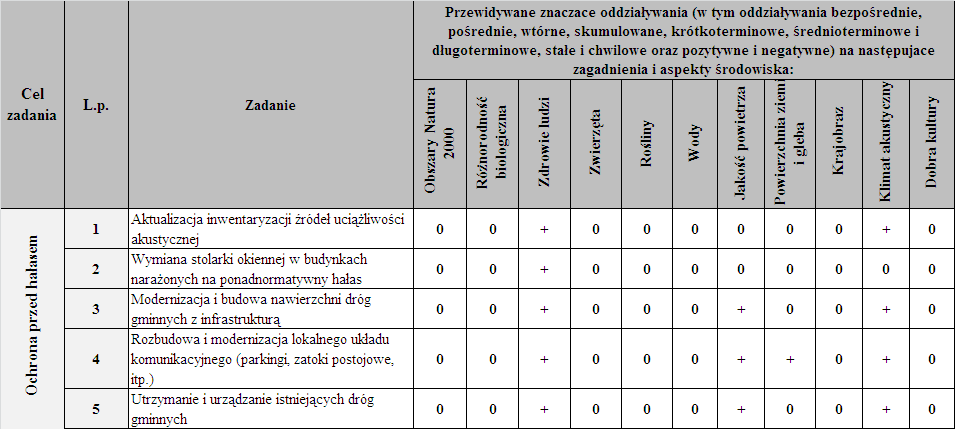 Przewidywane znaczace oddziaływania (w tym oddziaływania bezpośrednie,
pośrednie, wtórne, skumulowane, krótkoterminowe, średnioterminowe i
długoterminowe, stałe i chwilowe oraz pozytywne i negatywne) na następujace
zagadnienia i aspekty środowiska:
Cel
zadania
L.p.
Zadanie
Obszary Natura
2000
Różnorodność
biologiczna
Zdrowie ludzi
Zwierzęta
Rośliny
Wody
Jakość powietrza
Powierzchnia ziemi
i gleba
Krajobraz
Klimat akustyczny
Dobra kultury
Ochrona przed hałasem
1
Aktualizacja inwentaryzacji źródeł uciążliwości
akustycznej
0 0 + 0 0 0 0 0 0 + 0
2
Wymiana stolarki okiennej w budynkach
narażonych na ponadnormatywny hałas
0 0 + 0 0 0 0 0 0 0 0
3
Modernizacja i budowa nawierzchni dróg
gminnych z infrastrukturą
0 0 + 0 0 0 + 0 0 + 0
4
Rozbudowa i modernizacja lokalnego układu
komunikacyjnego (parkingi, zatoki postojowe,
itp.)
0 0 + 0 0 0 + + 0 + 0
5
Utrzymanie i urządzanie istniejących dróg
gminnych
0 0 + 0 0 0 + 0 0 + 0